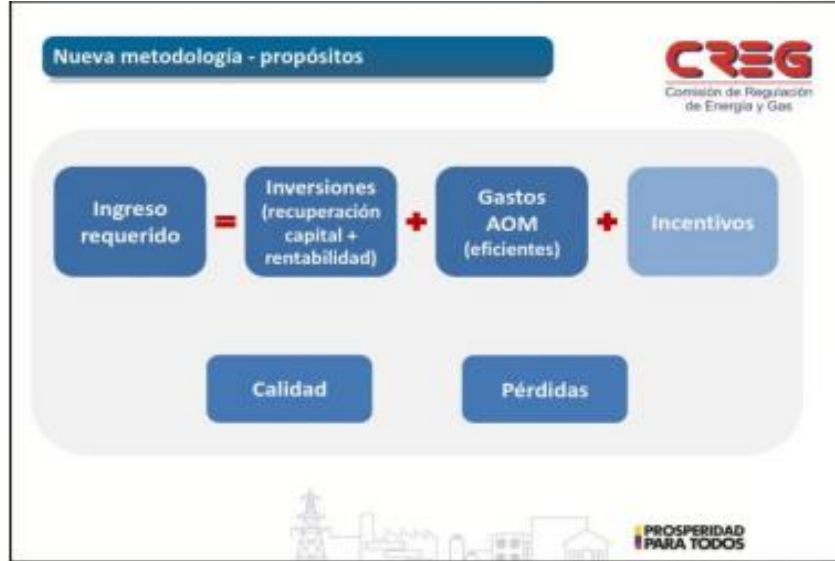 Nueva metodología - propósitos
CREG
Comisión de Regulación
de Energía y Gas
Ingreso
requerido
=
Inversiones
(recuperación
capital +
rentabilidad)
+
Gastos
AOM
(eficientes)
+
Incentivos
Calidad
Pérdidas
PROSPERIDAD
PARA TODOS